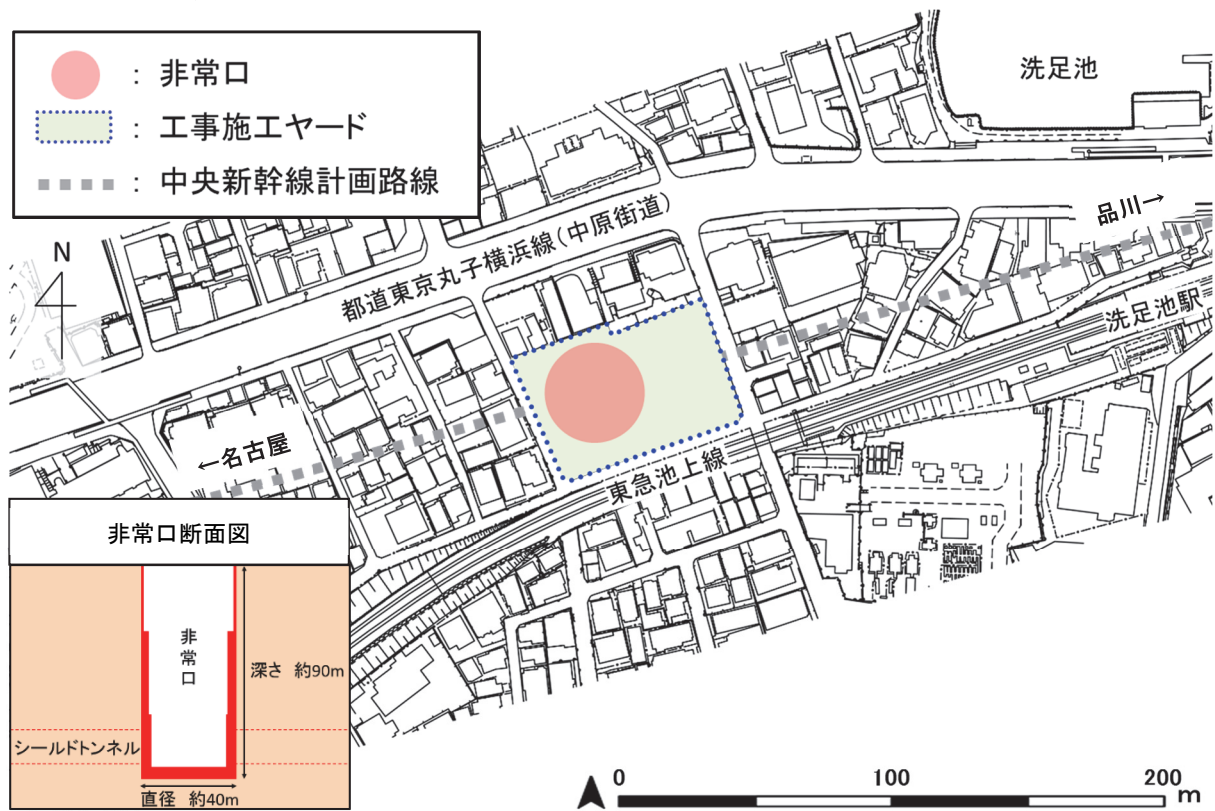 ：非常口
：工事施工ヤード
：中央新幹線計画路線
洗足池
N
都道東京丸子横浜線（中原街道）
品川→
洗足池駅
←名古屋
東急池上線
非常口断面図
非常口
深さ 約90m
シールドトンネル
直径 約40m
0 100 200
m